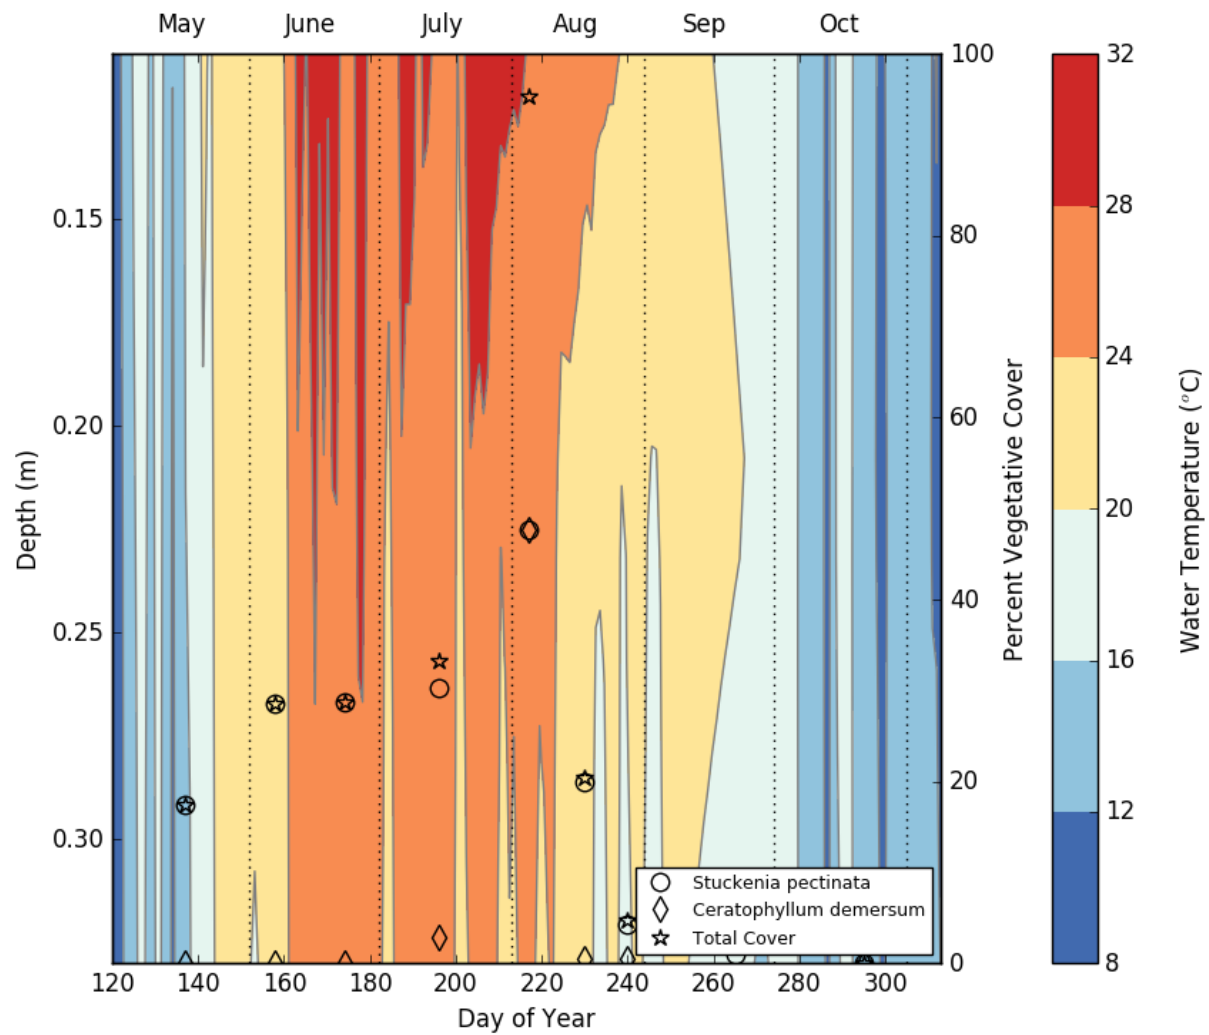 May June July Aug Sep Oct
100 32
28
0.15 80
24
60
0.20
Depth (m)
20
Percent Vegetative Cover
Water Temperature (°C)
40
0.25
16
20
0.30
12
Stuckenia pectinata
Ceratophyllum demersum
Total Cover
0 8
120 140 160 180 200 220 240 260 280 300
Day of Year